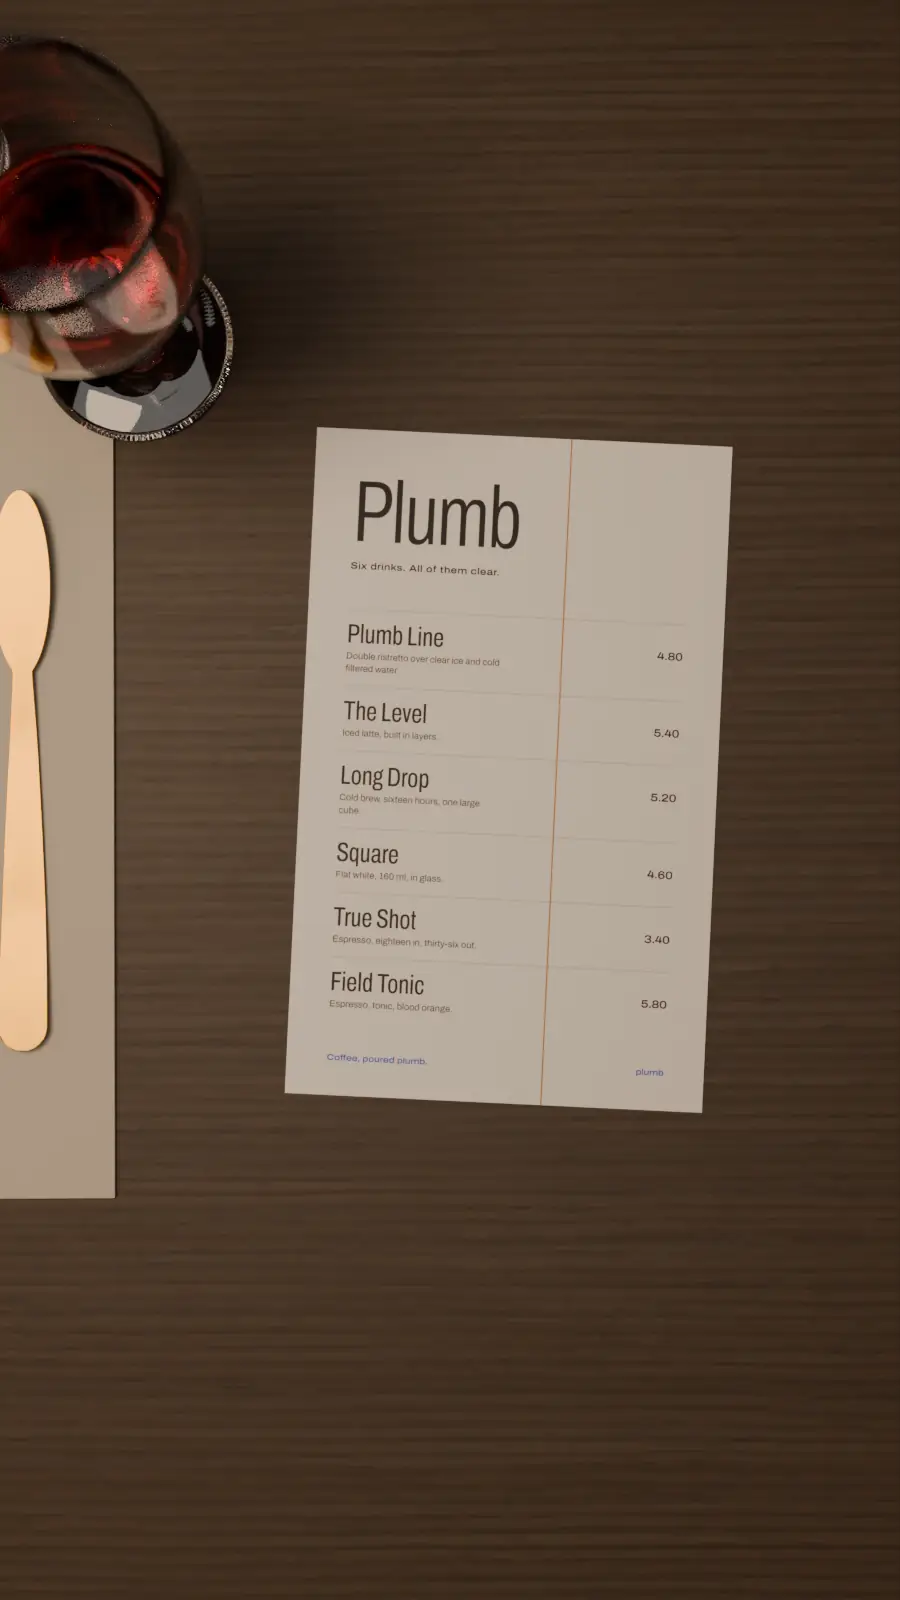 Plumb
Six drinks. All of them clear.
Plumb Line
Double ristretto over clear ice and cold
filtered water
4.80
The Level
Iced latte, built in layers.
5.40
Long Drop
Cold brew, sixteen hours, one large
cube.
5.20
Square
Flat white, 160 ml, in glass.
4.60
True Shot
Espresso, eighteen in, thirty-six out.
3.40
Field Tonic
Espresso, tonic, blood orange.
5.80
Coffee, poured plumb.
plumb